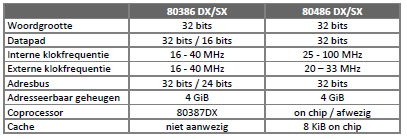 80386 DX/SX 80486 DX/SX
Woordgrootte 32 bits 32 bits
Datapad 32 bits / 16 bits 32 bits
Interne klokfrequentie 16 - 40 MHz 25 - 100 MHz
Externe klokfrequentie 16 - 40 MHz 20 – 33 MHz
Adresbus 32 bits / 24 bits 32 bits
Adresseerbaar geheugen 4 GiB 4 GiB
Coprocessor 80387DX on chip / afwezig
Cache niet aanwezig 8 KiB on chip